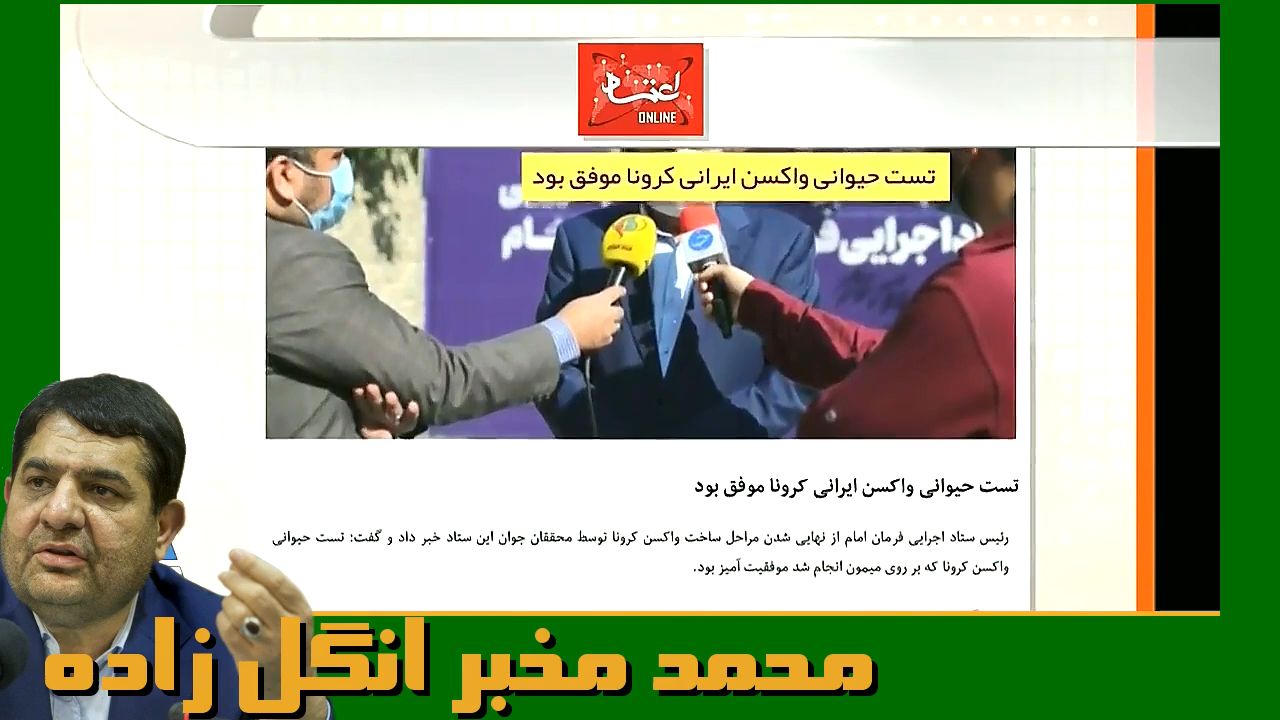 اعتماد
ONLINE
تست حیوانی واکسن ایرانی کرونا موفق بود
تست حیوانی واکسن ایرانی کرونا موفق بود
رئیس ستاد اجرایی فرمان امام از نهایی شدن مراحل ساخت واکسن کرونا توسط محققان جوان این ستاد خبر داد و گفت: تست حیوانی
واکسن کرونا که بر روی میمون انجام شد موفقیت آمیز بود.
محمد مخبر انگل زاده